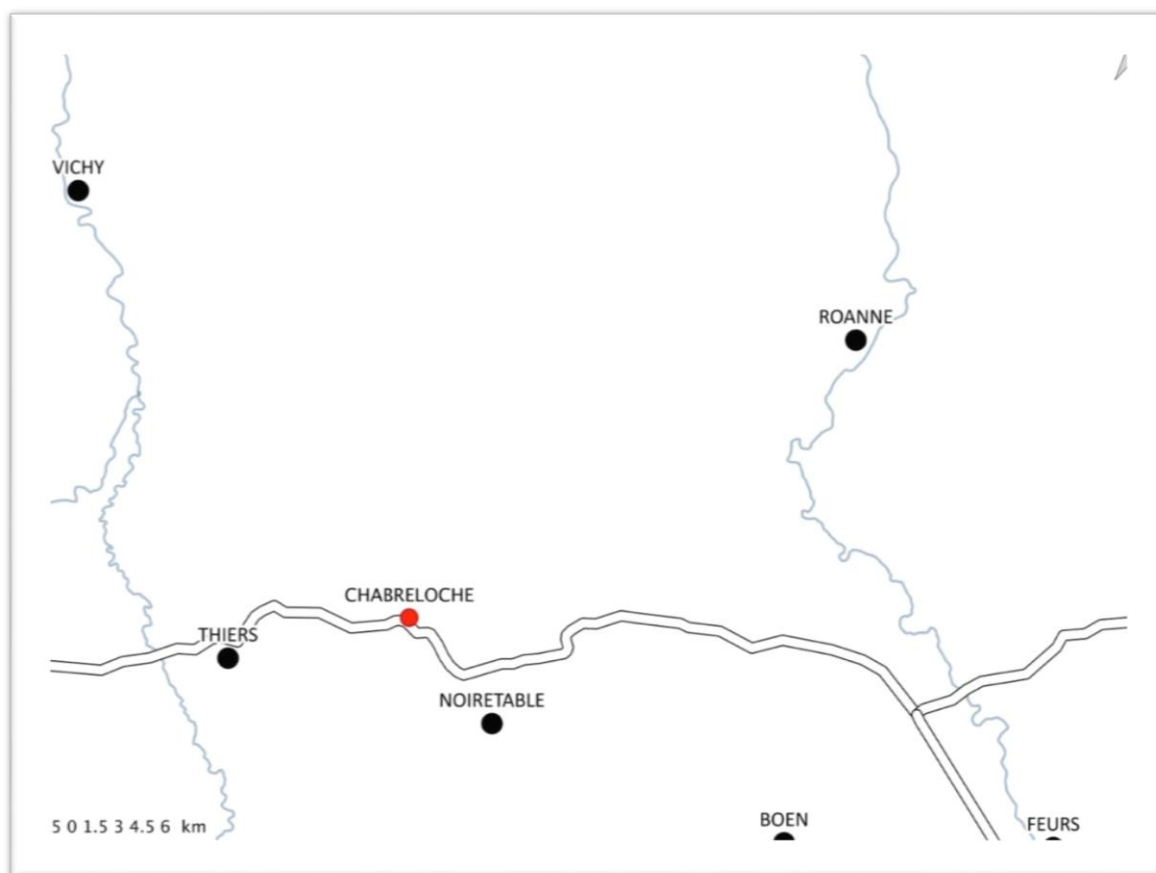 VICHY
ROANNE
CHABRELOCHE
THIERS
NOIRETABLE
BOEN
FEURS
5 0 1.5 3 4.5 6 km